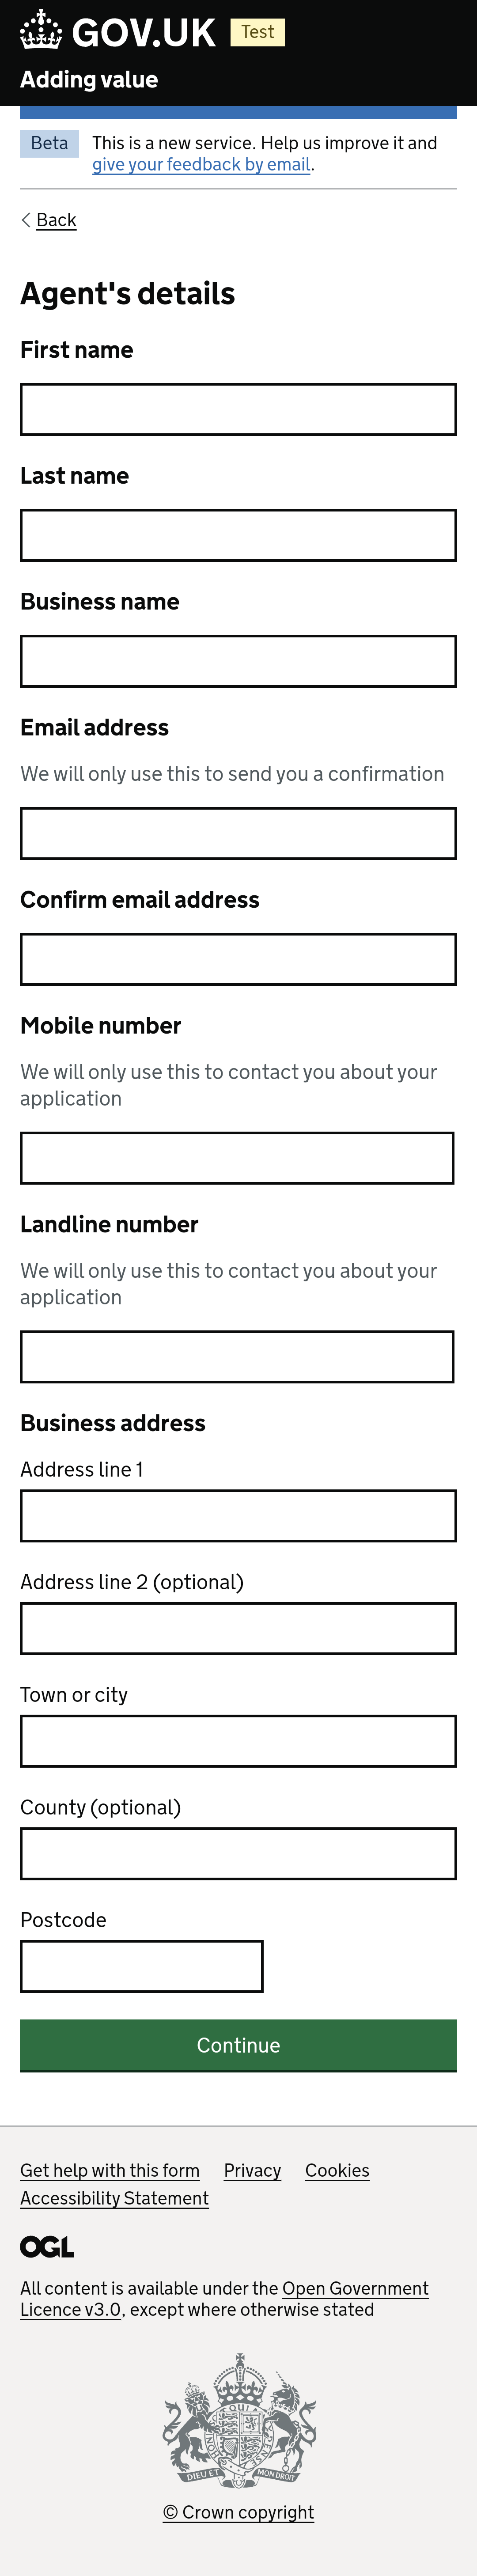 GOV.UK Test
Adding value
Beta This is a new service. Help us improve it and
give your feedback by email.
Back
Agent's details
First name
Last name
Business name
Email address
We will only use this to send you a confirmation
Confirm email address
Mobile number
We will only use this to contact you about your
application
Landline number
We will only use this to contact you about your
application
Business address
Address line 1
Address line 2 (optional)
Town or city
County (optional)
Postcode
Continue
Get help with this form Privacy Cookies
Accessibility Statement
OGL
All content is available under the Open Government
Licence v3.0, except where otherwise stated
DIEU ET MON DROIT
© Crown copyright